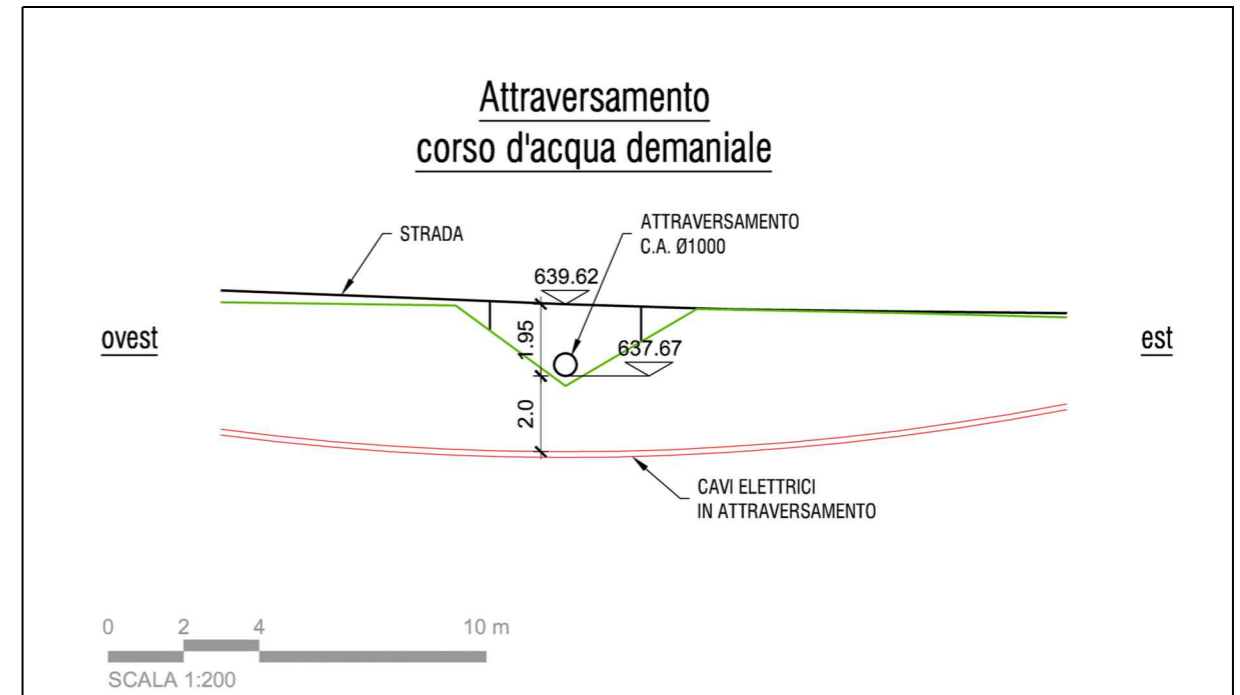 Attraversamento
corso d'acqua demaniale
STRADA
ATTRAVERSAMENTO
C.A. Ø1000
639.62
ovest
1.95
637.67
est
2.0
CAVI ELETTRICI
IN ATTRAVERSAMENTO
0 2 4 10 m
SCALA 1:200